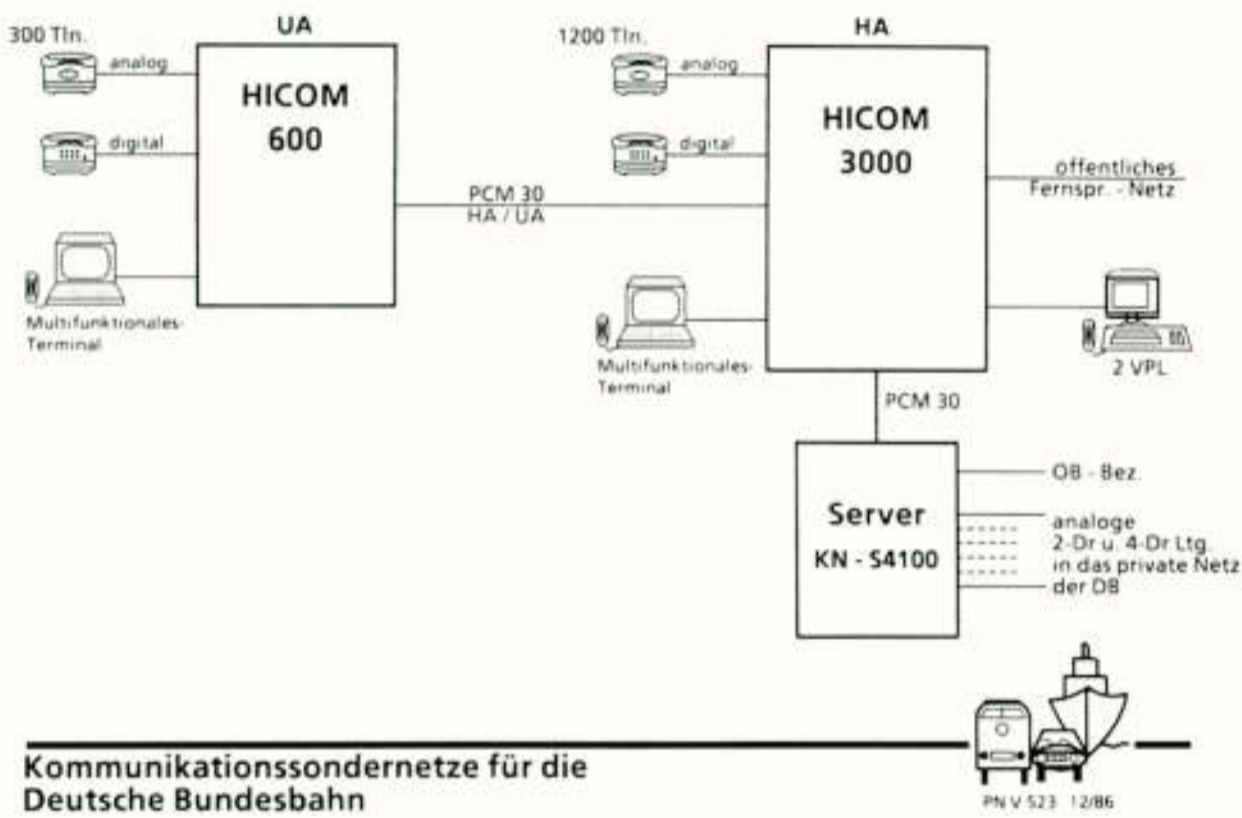 UA
300 Tln.
analog
HICOM
600
digital
Multifunktionales-
Terminal
PCM 30
HA / UA
HA
1200 Tln.
analog
HICOM
3000
digital
öffentliches
Fernspr. - Netz
Multifunktionales-
Terminal
2 VPL
PCM 30
Server
KN - S4100
OB - Bez.
analoge
2-Dr u. 4-Dr Ltg.
in das private Netz
der DB
Kommunikationssondernetze für die
Deutsche Bundesbahn
PN V S23 12/86